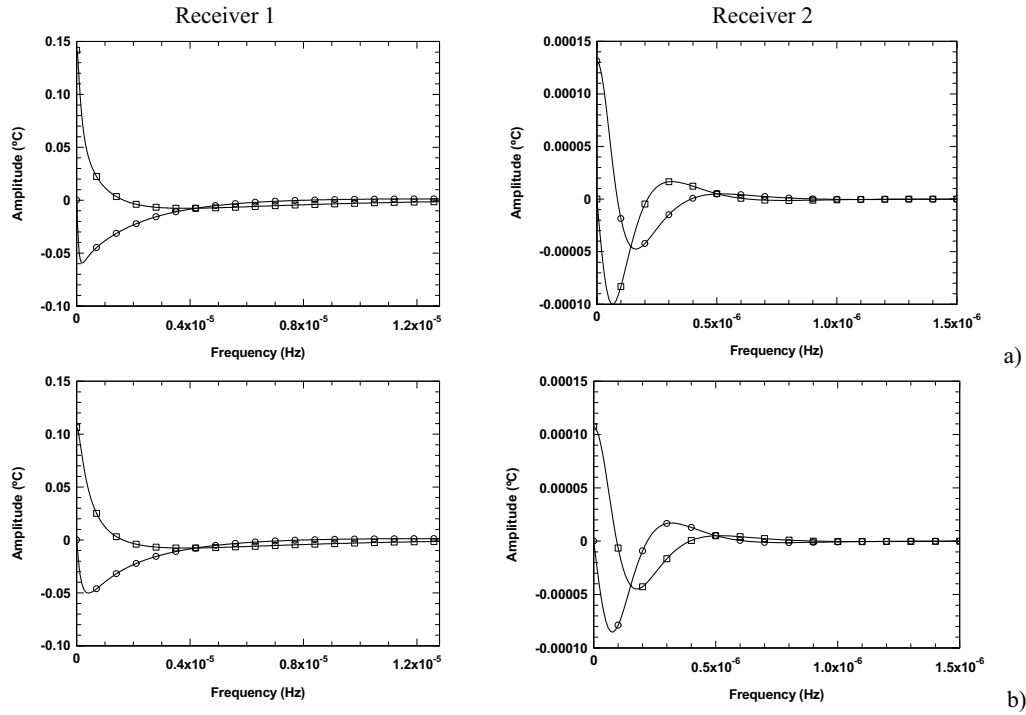 Receiver 1
Receiver 2
Amplitude (ºC)
0.15
0.10
0.05
0
-0.05
-0.10
0
0.4x10-5
0.8x10-5
1.2x10-5
Frequency (Hz)
Amplitude (ºC)
0.00015
0.00010
0.00005
0
-0.00005
-0.00010
0
0.5x10-6
1.0x10-6
1.5x10-6
Frequency (Hz)
a)
Amplitude (ºC)
0.15
0.10
0.05
0
-0.05
-0.10
0
0.4x10-5
0.8x10-5
1.2x10-5
Frequency (Hz)
Amplitude (ºC)
0.00015
0.00010
0.00005
0
-0.00005
-0.00010
0
0.5x10-6
1.0x10-6
1.5x10-6
Frequency (Hz)
b)